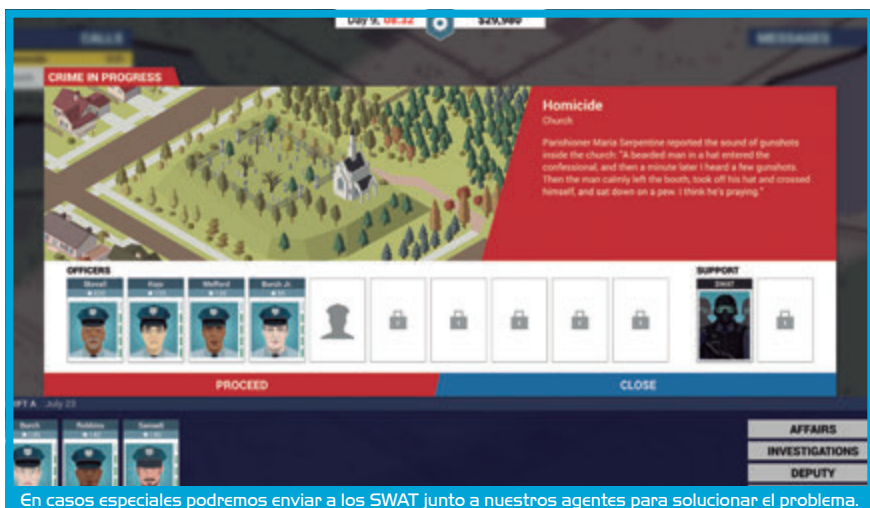 Day 9, 08:32 $29,980
CALLS
MESSAGES
CRIME IN PROGRESS
Homicide
Church
Parishioner Maria Serpentine reported the sound of gunshots
inside the church: "A bearded man in a hat entered the
confessional, and then a minute later I heard a few gunshots.
Then the man calmly left the booth, took off his hat and crossed
himself, and sat down on a pew. I think he's praying."
OFFICERS
SUPPORT
Burch Jr.
SWAT
PROCEED
CLOSE
SHIFT A July 23
Burch Robbins
AFFAIRS
INVESTIGATIONS
DEPUTY
En casos especiales podremos enviar a los SWAT junto a nuestros agentes para solucionar el problema.